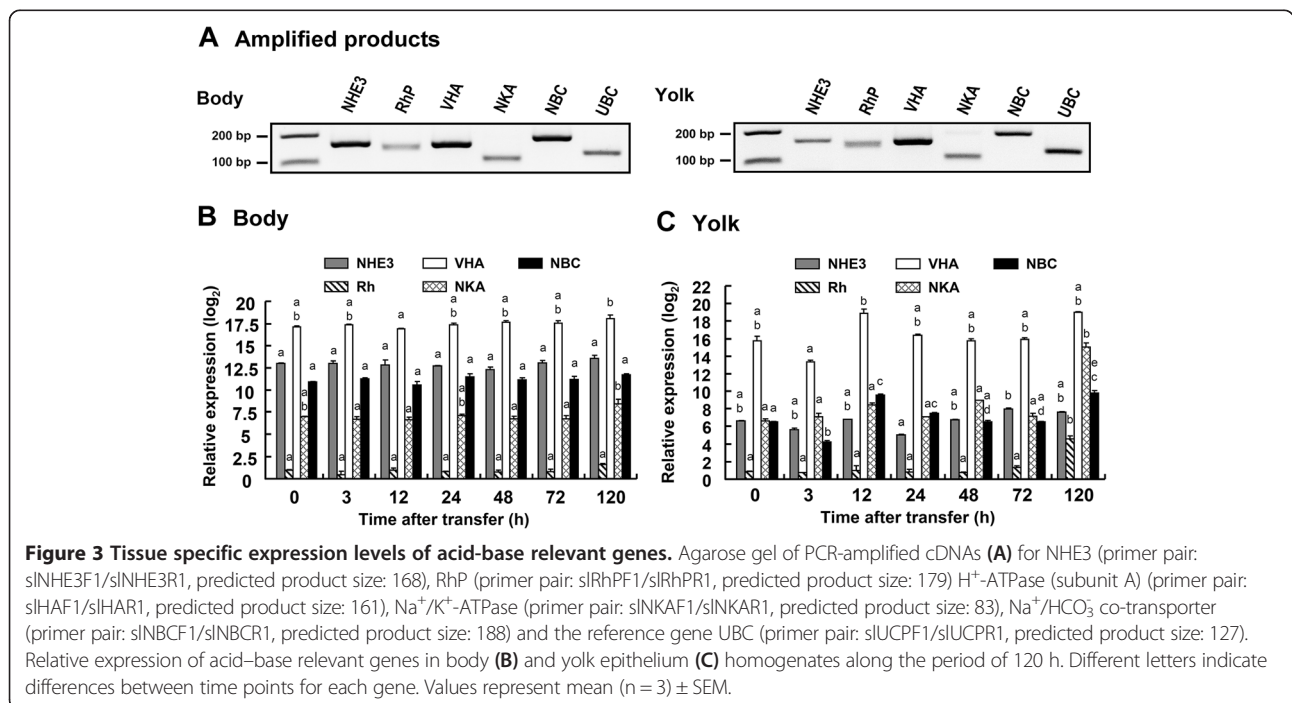 A Amplified products
Body
NHE3 RhP VHA NKA NBC UBC
200 bp
100 bp
Yolk
NHE3 RhP VHA NKA NBC UBC
200 bp
100 bp
B Body
NHE3 VHA NBC
Rh NKA
Relative expression (log2)
20
17.5
15
12.5
10
7.5
5
2.5
0
a b a b a a b a b a b b
a a a a a a a
a a a a a a a
a b a a a b a a b
a a a a a a a
0 3 12 24 48 72 120
Time after transfer (h)
C Yolk
NHE3 VHA NBC
Rh NKA
Relative expression (log2)
22
20
18
16
14
12
10
8
6
4
2
0
a b a b a b a b a b a b
a b a b a a b b a b
a a a a a a b
a a b a c ac a d a d e c
0 3 12 24 48 72 120
Time after transfer (h)
Figure 3 Tissue specific expression levels of acid-base relevant genes. Agarose gel of PCR-amplified cDNAs (A) for NHE3 (primer pair:
slNHE3F1/slNHE3R1, predicted product size: 168), RhP (primer pair: slRhPF1/slRhPR1, predicted product size: 179) H+-ATPase (subunit A) (primer pair:
slHAF1/slHAR1, predicted product size: 161), Na+/K+-ATPase (primer pair: slNKAF1/slNKAR1, predicted product size: 83), Na+/HCO3- co-transporter
(primer pair: slNBCF1/slNBCR1, predicted product size: 188) and the reference gene UBC (primer pair: slUCPF1/slUCPR1, predicted product size: 127).
Relative expression of acid–base relevant genes in body (B) and yolk epithelium (C) homogenates along the period of 120 h. Different letters indicate
differences between time points for each gene. Values represent mean (n = 3) ± SEM.